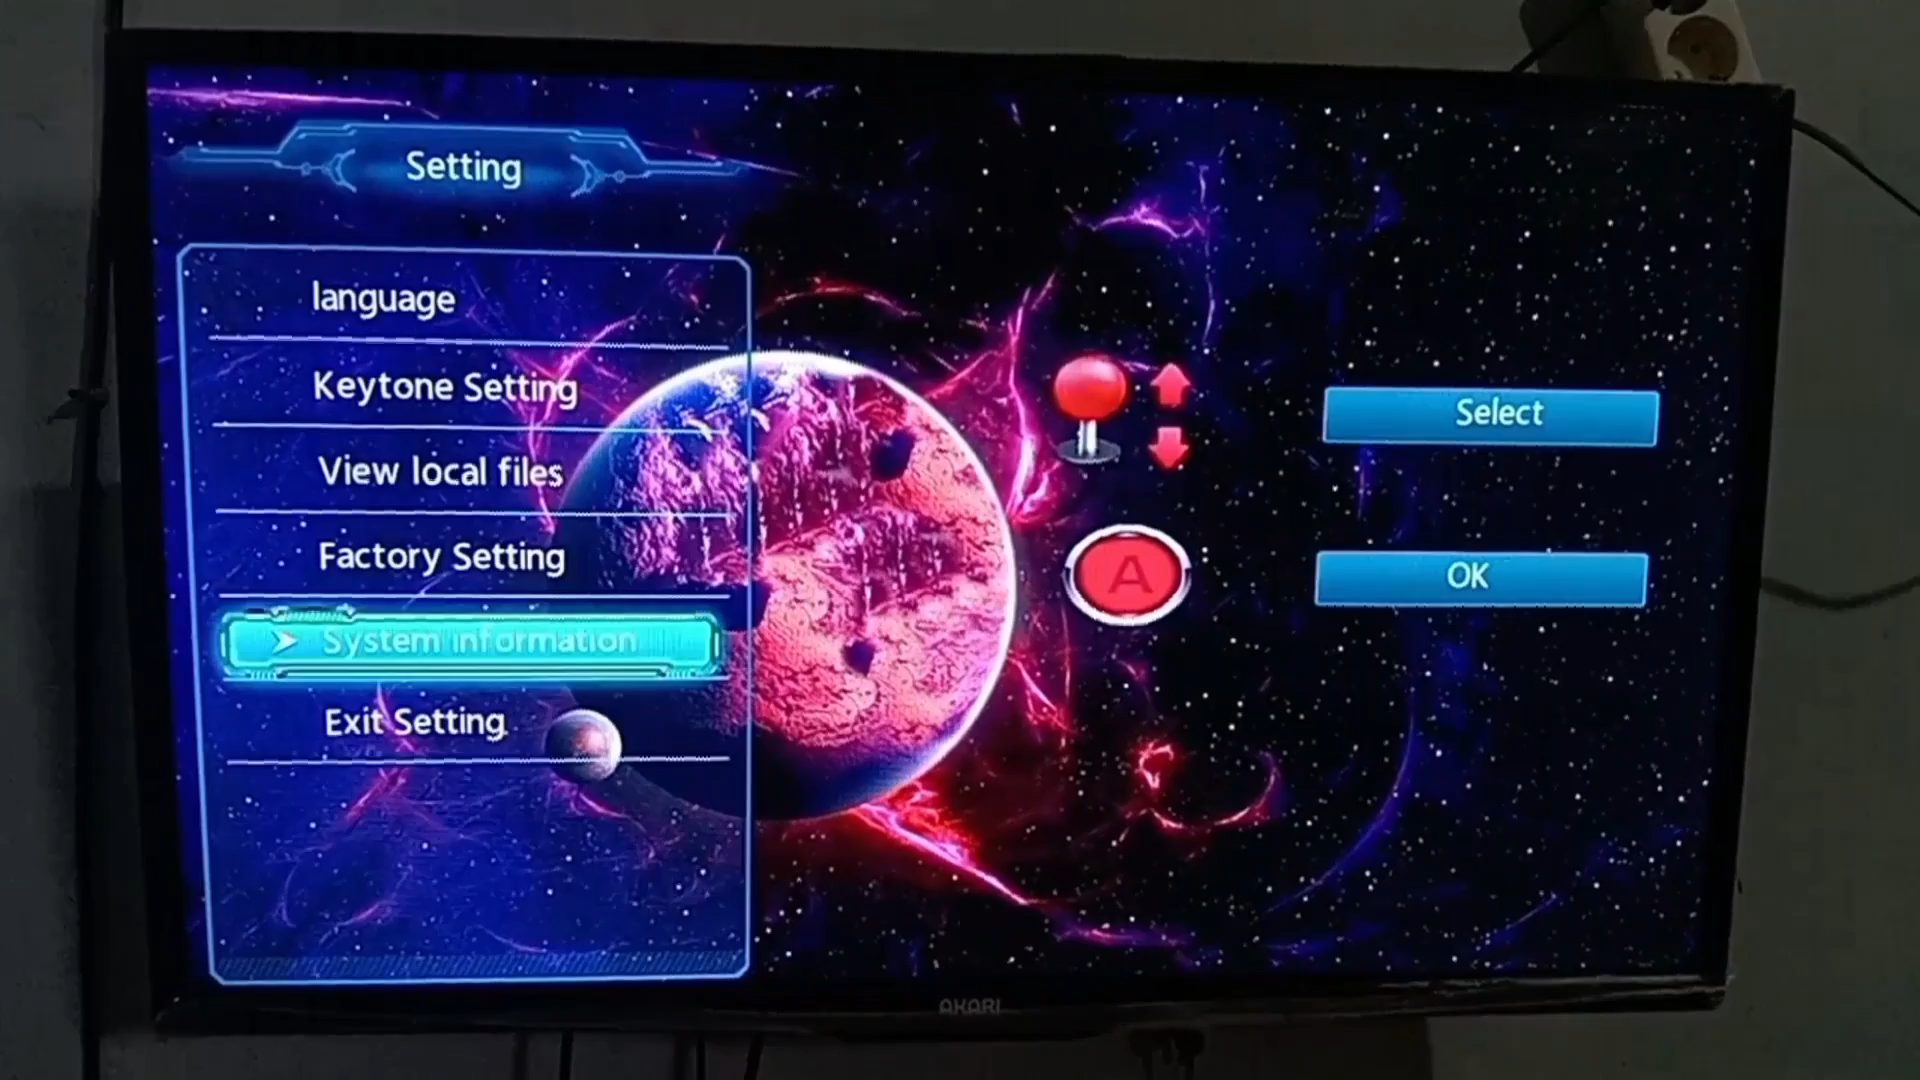 Setting
language
Keytone Setting
View local files
Factory Setting
System information
Exit Setting
Select
A
OK
AKARI